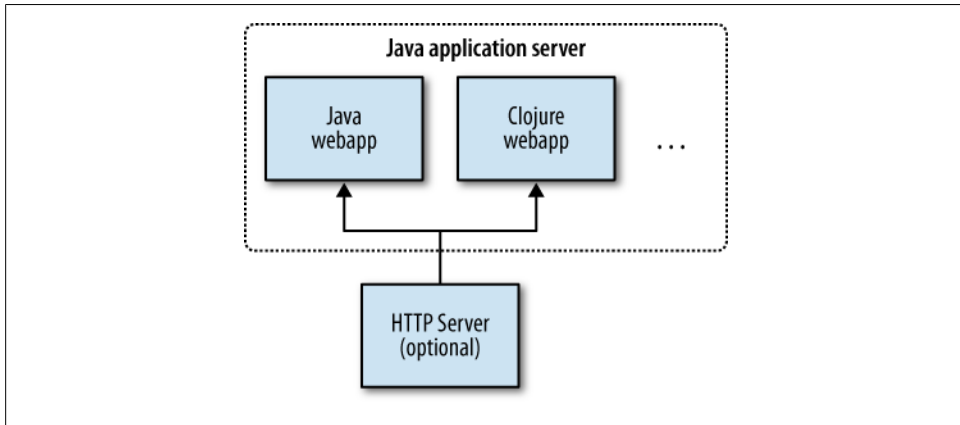 Java application server
Java
webapp
Clojure
webapp
...
HTTP Server
(optional)